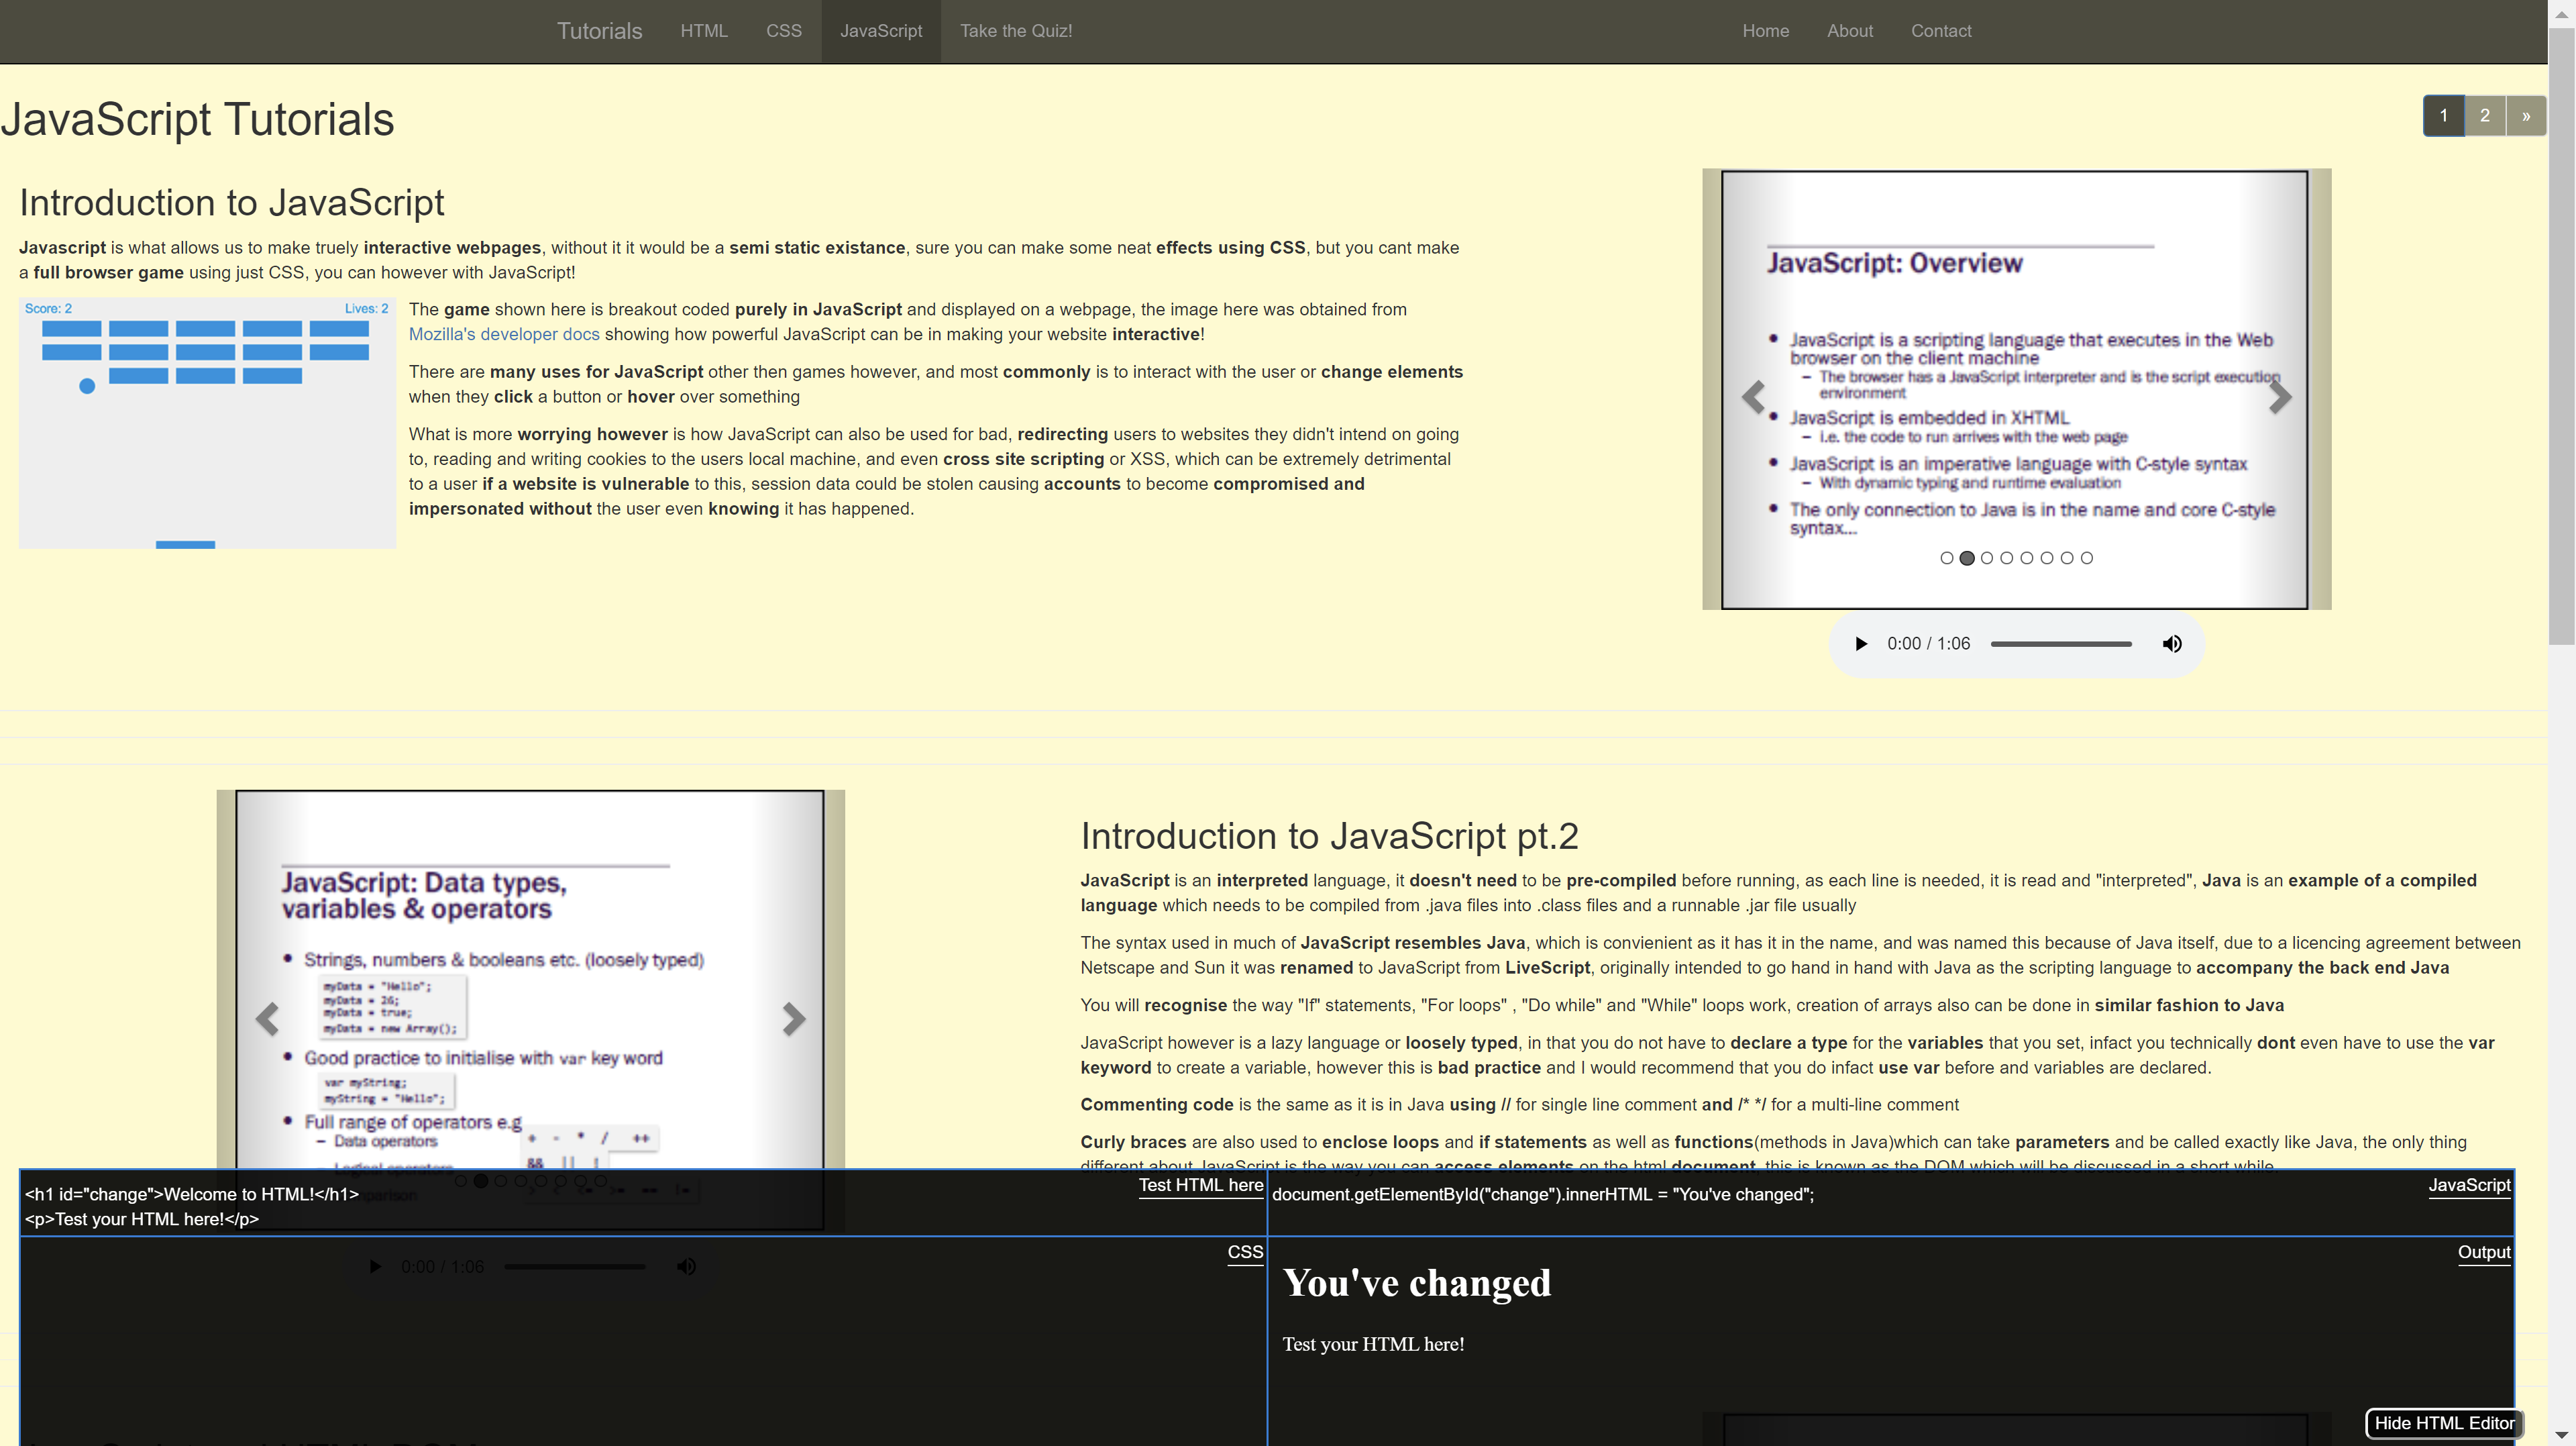 Tutorials HTML CSS JavaScript Take the Quiz! Home About Contact
JavaScript Tutorials
1 2 »
Introduction to JavaScript
Javascript is what allows us to make truely interactive webpages, without it it would be a semi static existance, sure you can make some neat effects using CSS, but you cant make
a full browser game using just CSS, you can however with JavaScript!
Score: 2 Lives: 2
The game shown here is breakout coded purely in JavaScript and displayed on a webpage, the image here was obtained from
Mozilla's developer docs showing how powerful JavaScript can be in making your website interactive!
There are many uses for JavaScript other then games however, and most commonly is to interact with the user or change elements
when they click a button or hover over something
What is more worrying however is how JavaScript can also be used for bad, redirecting users to websites they didn't intend on going
to, reading and writing cookies to the users local machine, and even cross site scripting or XSS, which can be extremely detrimental
to a user if a website is vulnerable to this, session data could be stolen causing accounts to become compromised and
impersonated without the user even knowing it has happened.
JavaScript: Overview
• JavaScript is a scripting language that executes in the Web
browser on the client machine
– The browser has a JavaScript interpreter and is the script execution
environment
• JavaScript is embedded in XHTML
– i.e. the code to run arrives with the web page
• JavaScript is an imperative language with C-style syntax
– With dynamic typing and runtime evaluation
• The only connection to Java is in the name and core C-style
syntax...
0:00 / 1:06
JavaScript: Data types,
variables & operators
• Strings, numbers & booleans etc. (loosely typed)
myData = "Hello";
myData = 26;
myData = true;
myData = new Array();
• Good practice to initialise with var key word
var myString;
myString = "Hello";
• Full range of operators e.g
– Data operators + - * / ++
– Logical operators && || !
0:00 / 1:06
Introduction to JavaScript pt.2
JavaScript is an interpreted language, it doesn't need to be pre-compiled before running, as each line is needed, it is read and "interpreted", Java is an example of a compiled
language which needs to be compiled from .java files into .class files and a runnable .jar file usually
The syntax used in much of JavaScript resembles Java, which is convienient as it has it in the name, and was named this because of Java itself, due to a licencing agreement between
Netscape and Sun it was renamed to JavaScript from LiveScript, originally intended to go hand in hand with Java as the scripting language to accompany the back end Java
You will recognise the way "If" statements, "For loops" , "Do while" and "While" loops work, creation of arrays also can be done in similar fashion to Java
JavaScript however is a lazy language or loosely typed, in that you do not have to declare a type for the variables that you set, infact you technically dont even have to use the var
keyword to create a variable, however this is bad practice and I would recommend that you do infact use var before and variables are declared.
Commenting code is the same as it is in Java using // for single line comment and /* */ for a multi-line comment
Curly braces are also used to enclose loops and if statements as well as functions(methods in Java)which can take parameters and be called exactly like Java, the only thing
different about JavaScript is the way you can access elements on the html document, this is known as the DOM which will be discussed in a short while
<h1 id="change">Welcome to HTML!</h1>
<p>Test your HTML here!</p>
Test HTML here
document.getElementById("change").innerHTML = "You've changed";
JavaScript
CSS
Output
You've changed
Test your HTML here!
Hide HTML Editor